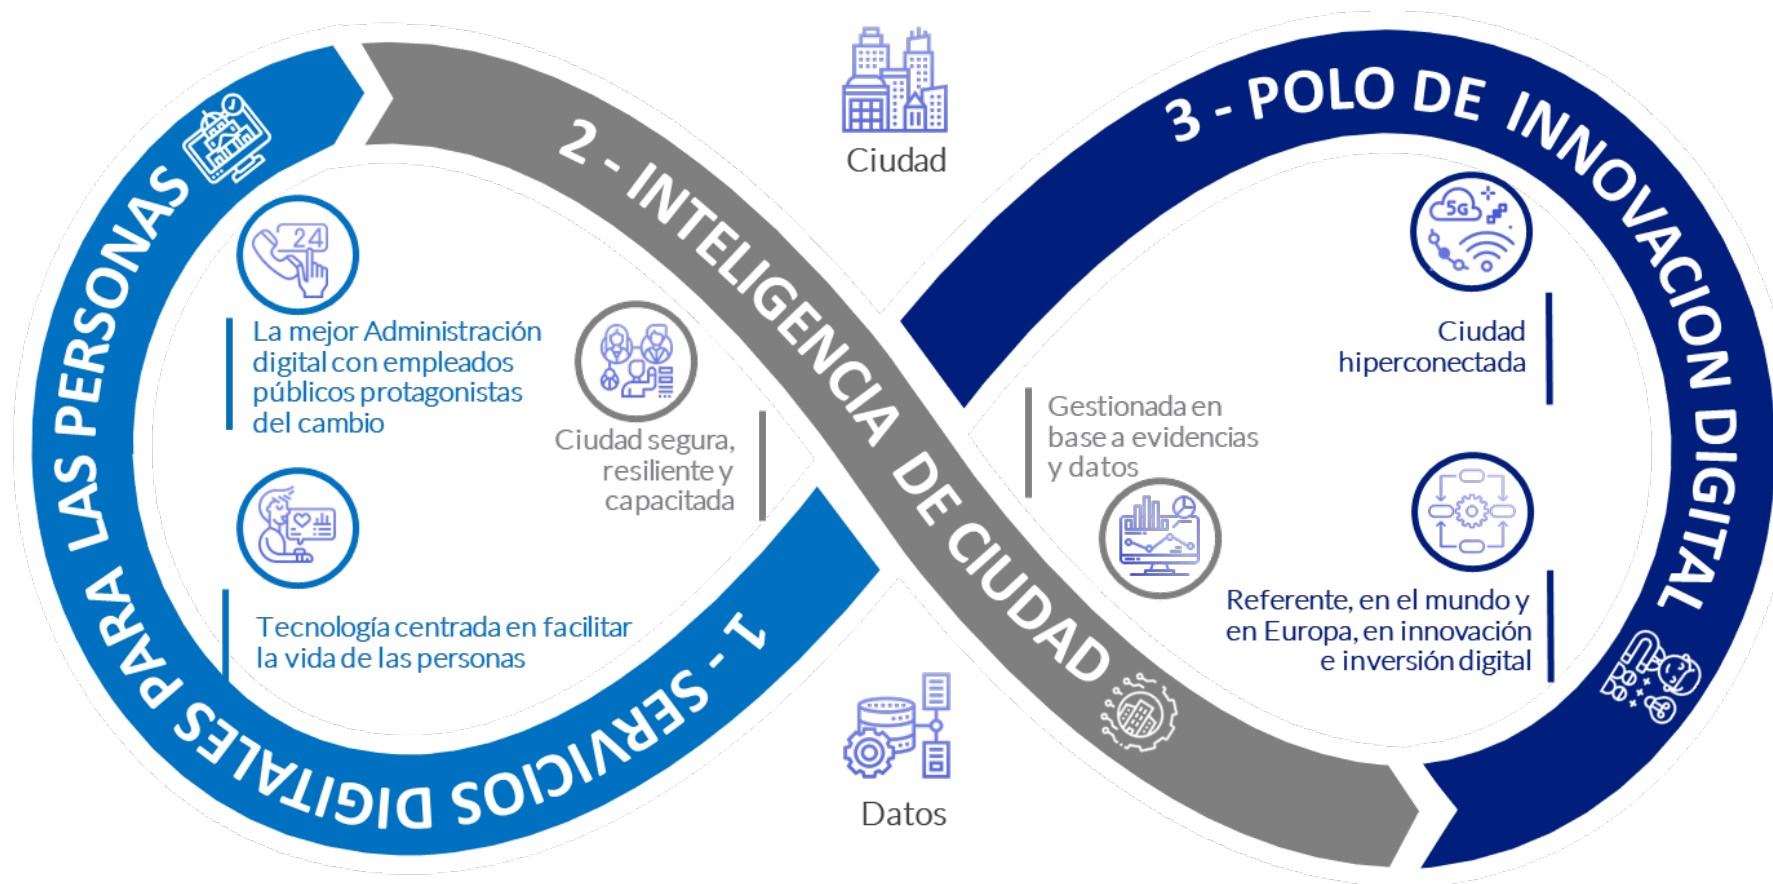 1 - SERVICIOS DIGITALES PARA LAS PERSONAS
24
La mejor Administración
digital con empleados
públicos protagonistas
del cambio
Tecnología centrada en facilitar
la vida de las personas
2 - INTELIGENCIA DE CIUDAD
Ciudad segura,
resiliente y
capacitada
Gestionada en
base a evidencias
y datos
Ciudad
Datos
3 - POLO DE INNOVACION DIGITAL
5G
Ciudad
hiperconectada
Referente, en el mundo y
en Europa, en innovación
e inversión digital